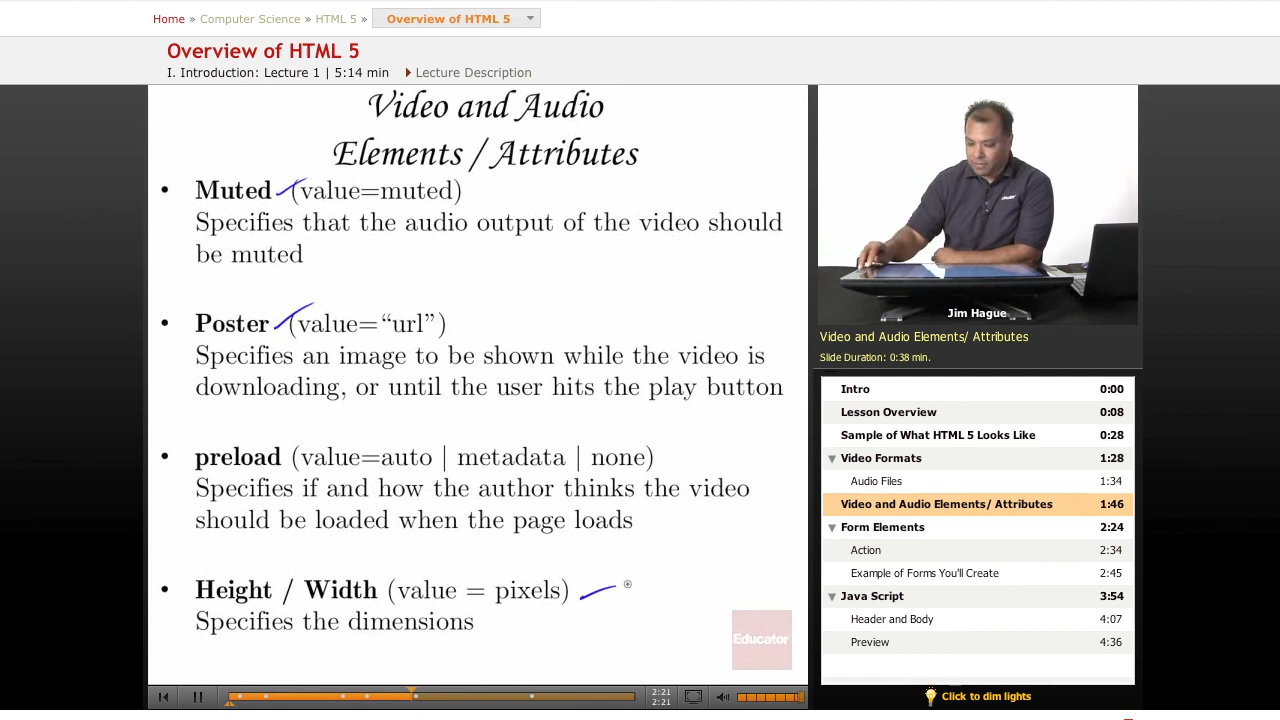 Home » Computer Science » HTML 5 » Overview of HTML 5
Overview of HTML 5
I. Introduction: Lecture 1 | 5:14 min Lecture Description
Video and Audio
Elements / Attributes
• Muted (value=muted)
Specifies that the audio output of the video should
be muted
• Poster (value=“url”)
Specifies an image to be shown while the video is
downloading, or until the user hits the play button
• preload (value=auto | metadata | none)
Specifies if and how the author thinks the video
should be loaded when the page loads
• Height / Width (value = pixels)
Specifies the dimensions
Educator
2:21
2:21
Jim Hague
Video and Audio Elements/ Attributes
Slide Duration: 0:38 min.
Intro 0:00
Lesson Overview 0:08
Sample of What HTML 5 Looks Like 0:28
Video Formats 1:28
Audio Files 1:34
Video and Audio Elements/ Attributes 1:46
Form Elements 2:24
Action 2:34
Example of Forms You'll Create 2:45
Java Script 3:54
Header and Body 4:07
Preview 4:36
Click to dim lights